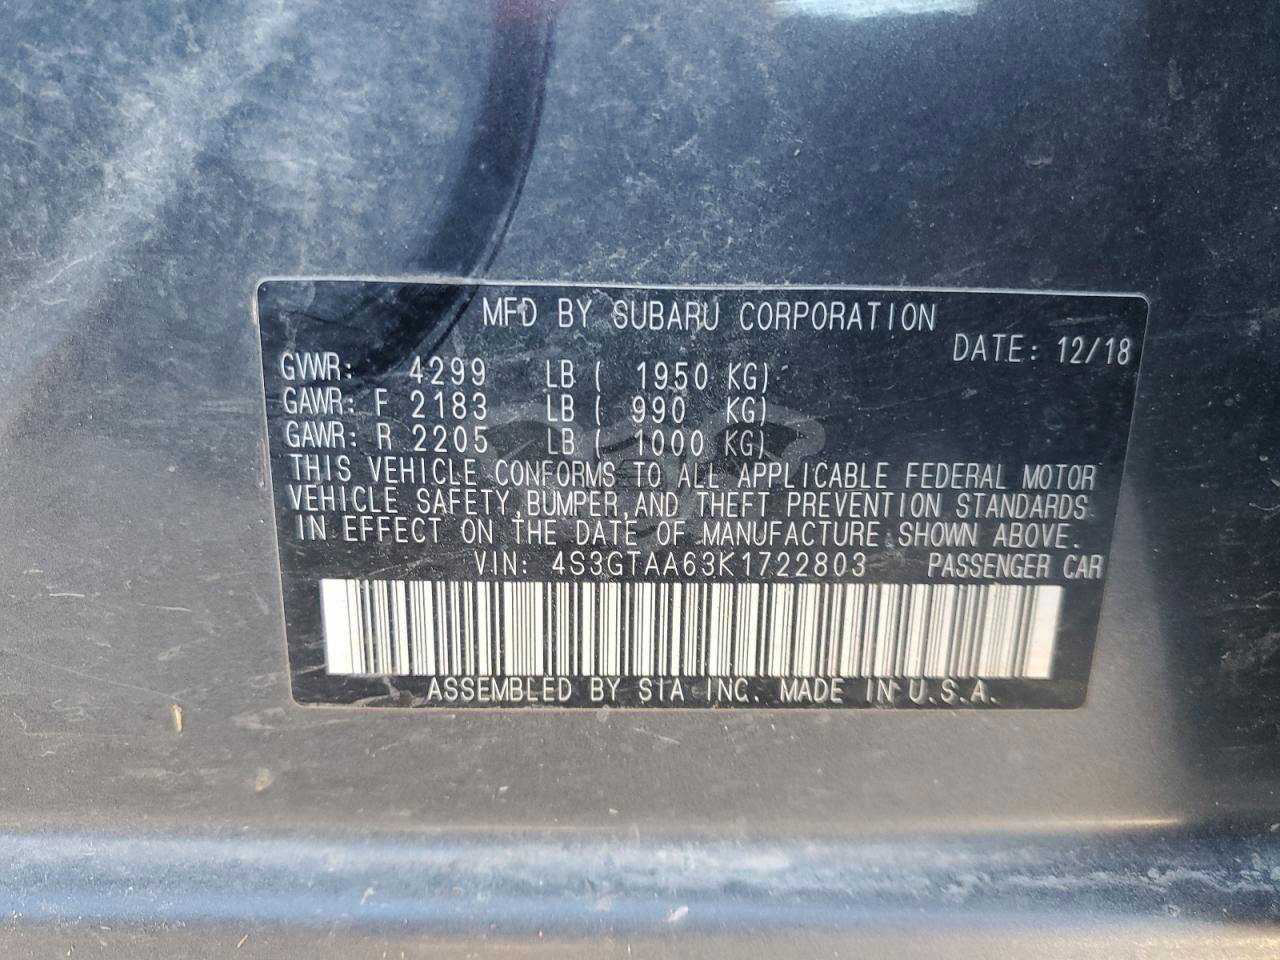 MFD BY SUBARU CORPORATION
DATE: 12/18
GVWR: 4299 LB ( 1950 KG)
GAWR: F 2183 LB ( 990 KG)
GAWR: R 2205 LB ( 1000 KG)
THIS VEHICLE CONFORMS TO ALL APPLICABLE FEDERAL MOTOR
VEHICLE SAFETY, BUMPER, AND THEFT PREVENTION STANDARDS
IN EFFECT ON THE DATE OF MANUFACTURE SHOWN ABOVE.
VIN: 4S3GTAA63K1722803 PASSENGER CAR
ASSEMBLED BY SIA INC. MADE IN U.S.A.